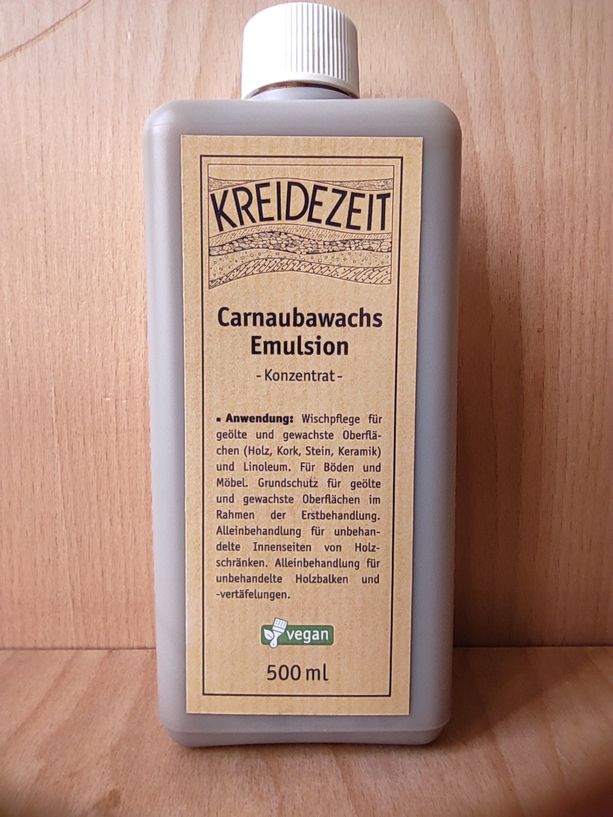 KREIDEZEIT
Carnaubawachs
Emulsion
- Konzentrat -
▪ Anwendung: Wischpflege für
geölte und gewachste Oberflä-
chen (Holz, Kork, Stein, Keramik)
und Linoleum. Für Böden und
Möbel. Grundschutz für geölte
und gewachste Oberflächen im
Rahmen der Erstbehandlung.
Alleinbehandlung für unbehan-
delte Innenseiten von Holz-
schränken. Alleinbehandlung für
unbehandelte Holzbalken und
-vertäfelungen.
vegan
500 ml